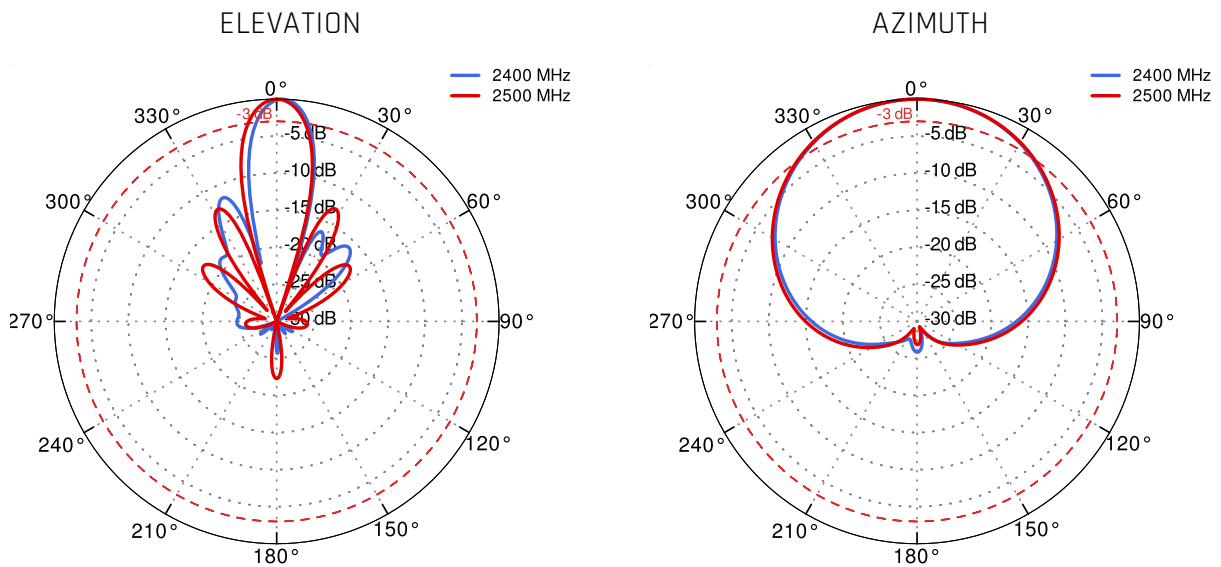 ELEVATION
2400 MHz
2500 MHz
0°
-3 dB
330°
30°
-5 dB
-10 dB
300°
60°
-15 dB
-20 dB
-25 dB
270°
-30 dB
90°
240°
120°
210°
150°
180°
AZIMUTH
2400 MHz
2500 MHz
0°
-3 dB
330°
30°
-5 dB
-10 dB
300°
60°
-15 dB
-20 dB
-25 dB
270°
-30 dB
90°
240°
120°
210°
150°
180°